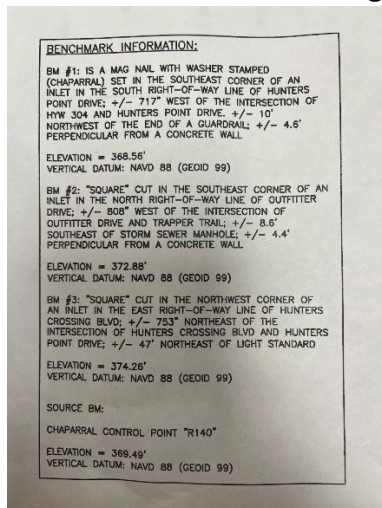 BENCHMARK INFORMATION:
BM #1: IS A MAG NAIL WITH WASHER STAMPED
(CHAPARRAL) SET IN THE SOUTHEAST CORNER OF AN
INLET IN THE SOUTH RIGHT-OF-WAY LINE OF HUNTERS
POINT DRIVE; +/- 717" WEST OF THE INTERSECTION OF
HYW 304 AND HUNTERS POINT DRIVE. +/- 10'
NORTHWEST OF THE END OF A GUARDRAIL; +/- 4.6'
PERPENDICULAR FROM A CONCRETE WALL
ELEVATION = 368.56'
VERTICAL DATUM: NAVD 88 (GEOID 99)
BM #2: "SQUARE" CUT IN THE SOUTHEAST CORNER OF AN
INLET IN THE NORTH RIGHT-OF-WAY LINE OF OUTFITTER
DRIVE; +/- 808" WEST OF THE INTERSECTION OF
OUTFITTER DRIVE AND TRAPPER TRAIL; +/- 8.6'
SOUTHEAST OF STORM SEWER MANHOLE; +/- 4.4'
PERPENDICULAR FROM A CONCRETE WALL
ELEVATION = 372.88'
VERTICAL DATUM: NAVD 88 (GEOID 99)
BM #3: "SQUARE" CUT IN THE NORTHWEST CORNER OF
AN INLET IN THE EAST RIGHT-OF-WAY LINE OF HUNTERS
CROSSING BLVD; +/- 753" NORTHEAST OF THE
INTERSECTION OF HUNTERS CROSSING BLVD AND HUNTERS
POINT DRIVE; +/- 47' NORTHEAST OF LIGHT STANDARD
ELEVATION = 374.26'
VERTICAL DATUM: NAVD 88 (GEOID 99)
SOURCE BM:
CHAPARRAL CONTROL POINT "R140"
ELEVATION = 369.49'
VERTICAL DATUM: NAVD 88 (GEOID 99)